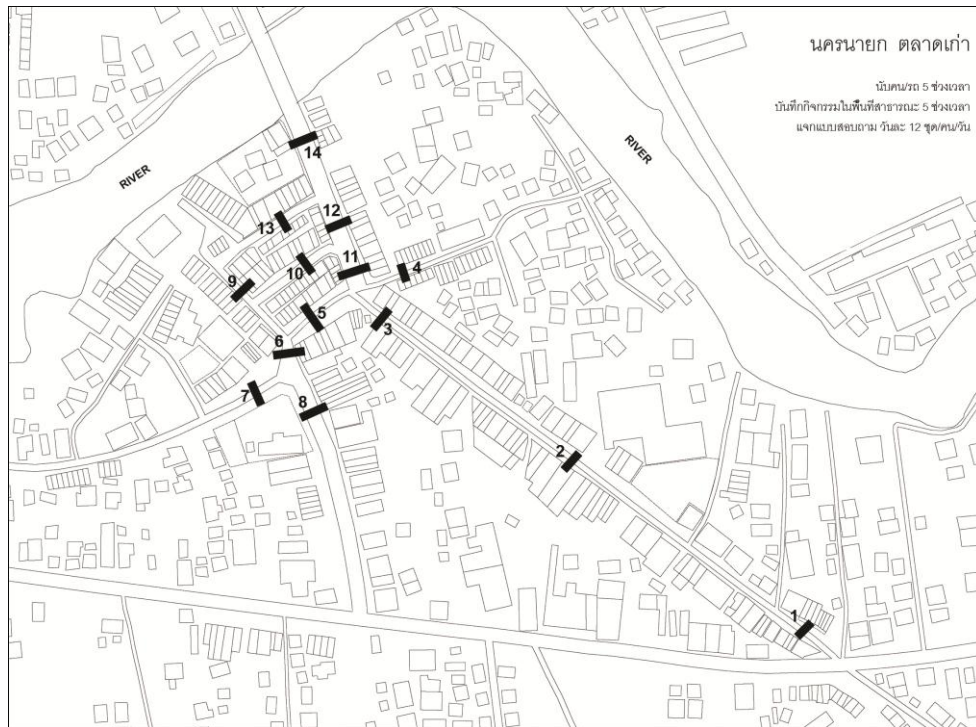 นครนายก ตลาดเก่า
นับคน/รถ 5 ช่วงเวลา
บันทึกกิจกรรมในพื้นที่สาธารณะ 5 ช่วงเวลา
แจกแบบสอบถาม วันละ 12 ชุด/คน/วัน
14
RIVER
RIVER
12
13
11
10
4
9
5
3
6
7
8
2
1